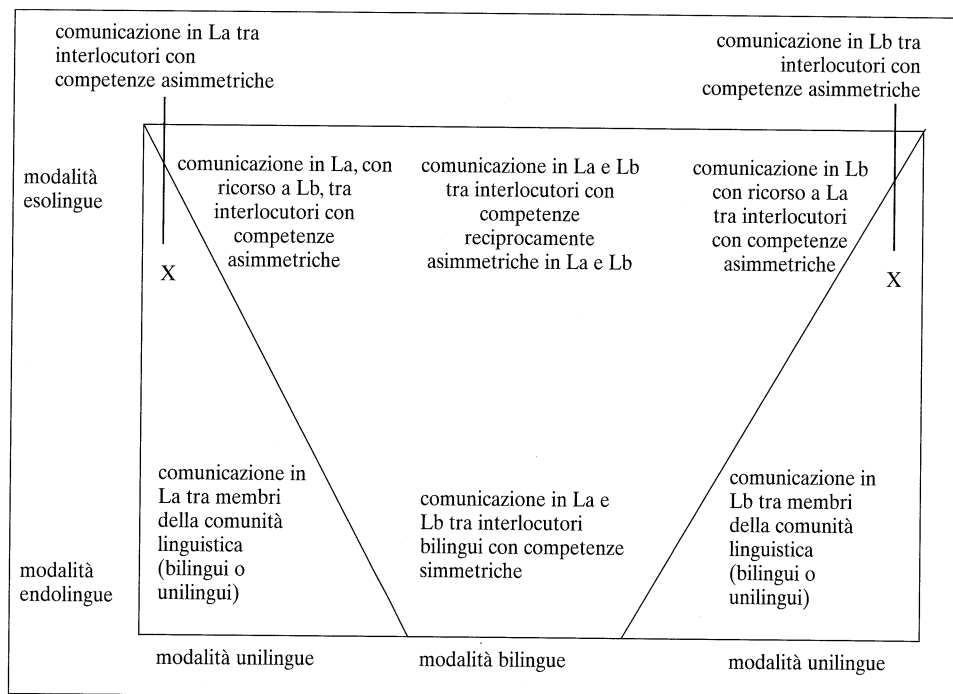 comunicazione in La tra
interlocutori con
competenze asimmetriche
comunicazione in Lb tra
interlocutori con
competenze asimmetriche
modalità
esolingue
comunicazione in La, con
ricorso a Lb, tra
interlocutori con
competenze
asimmetriche
comunicazione in La e Lb
tra interlocutori con
competenze
reciprocamente
asimmetriche in La e Lb
comunicazione in Lb
con ricorso a La
tra interlocutori
con competenze
asimmetriche
X
X
modalità
endolingue
comunicazione in
La tra membri
della comunità
linguistica
(bilingui o
unilingui)
comunicazione in La e
Lb tra interlocutori
bilingui con competenze
simmetriche
comunicazione in
Lb tra membri
della comunità
linguistica
(bilingui o
unilingui)
modalità unilingue
modalità bilingue
modalità unilingue